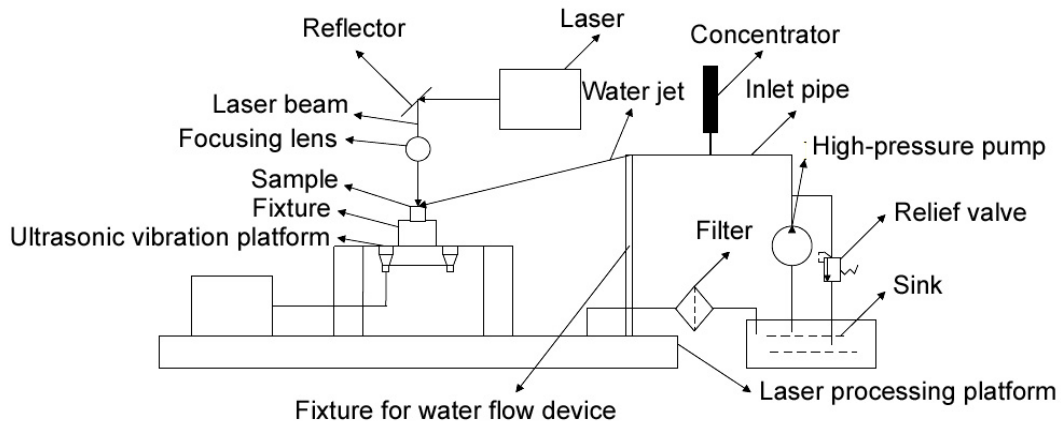 Laser
Reflector
Concentrator
Laser beam
Water jet
Inlet pipe
Focusing lens
High-pressure pump
Sample
Fixture
Relief valve
Ultrasonic vibration platform
Filter
Sink
Laser processing platform
Fixture for water flow device